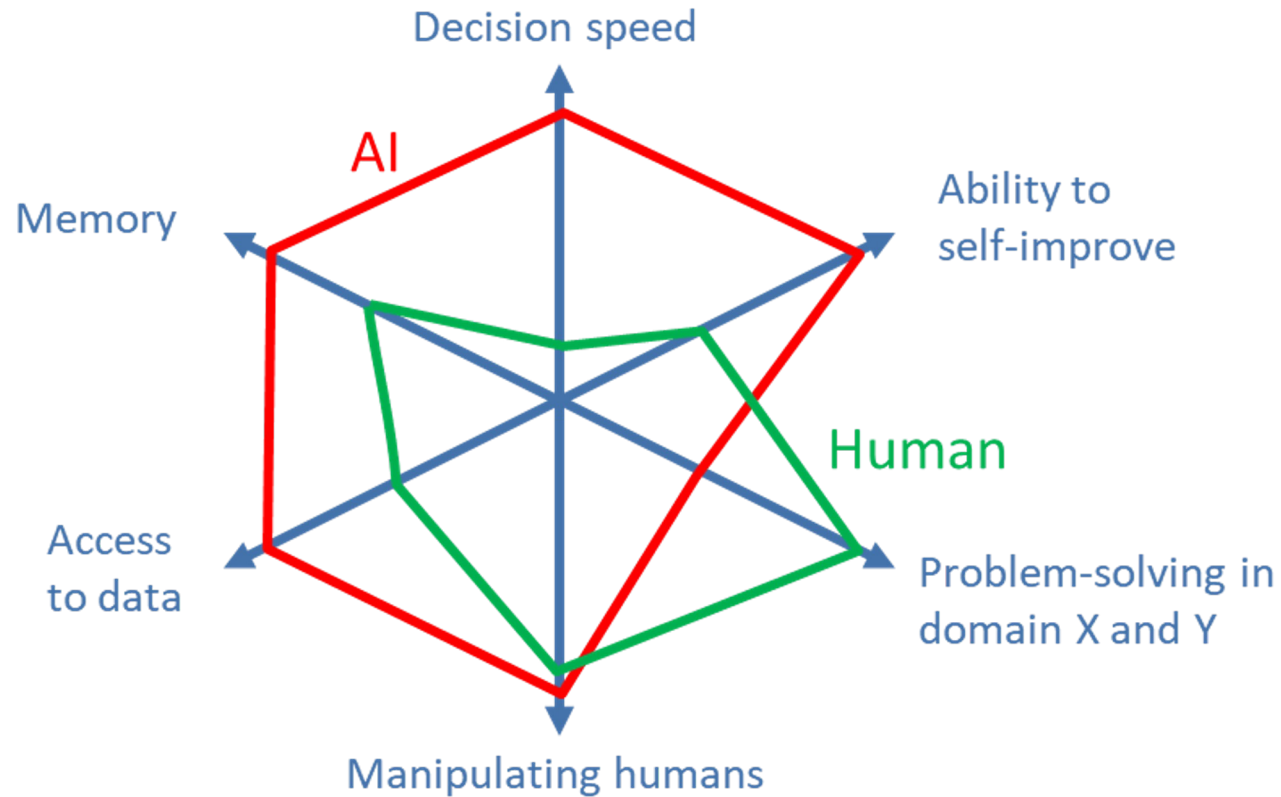 Decision speed
AI
Memory
Ability to
self-improve
Human
Access
to data
Problem-solving in
domain X and Y
Manipulating humans